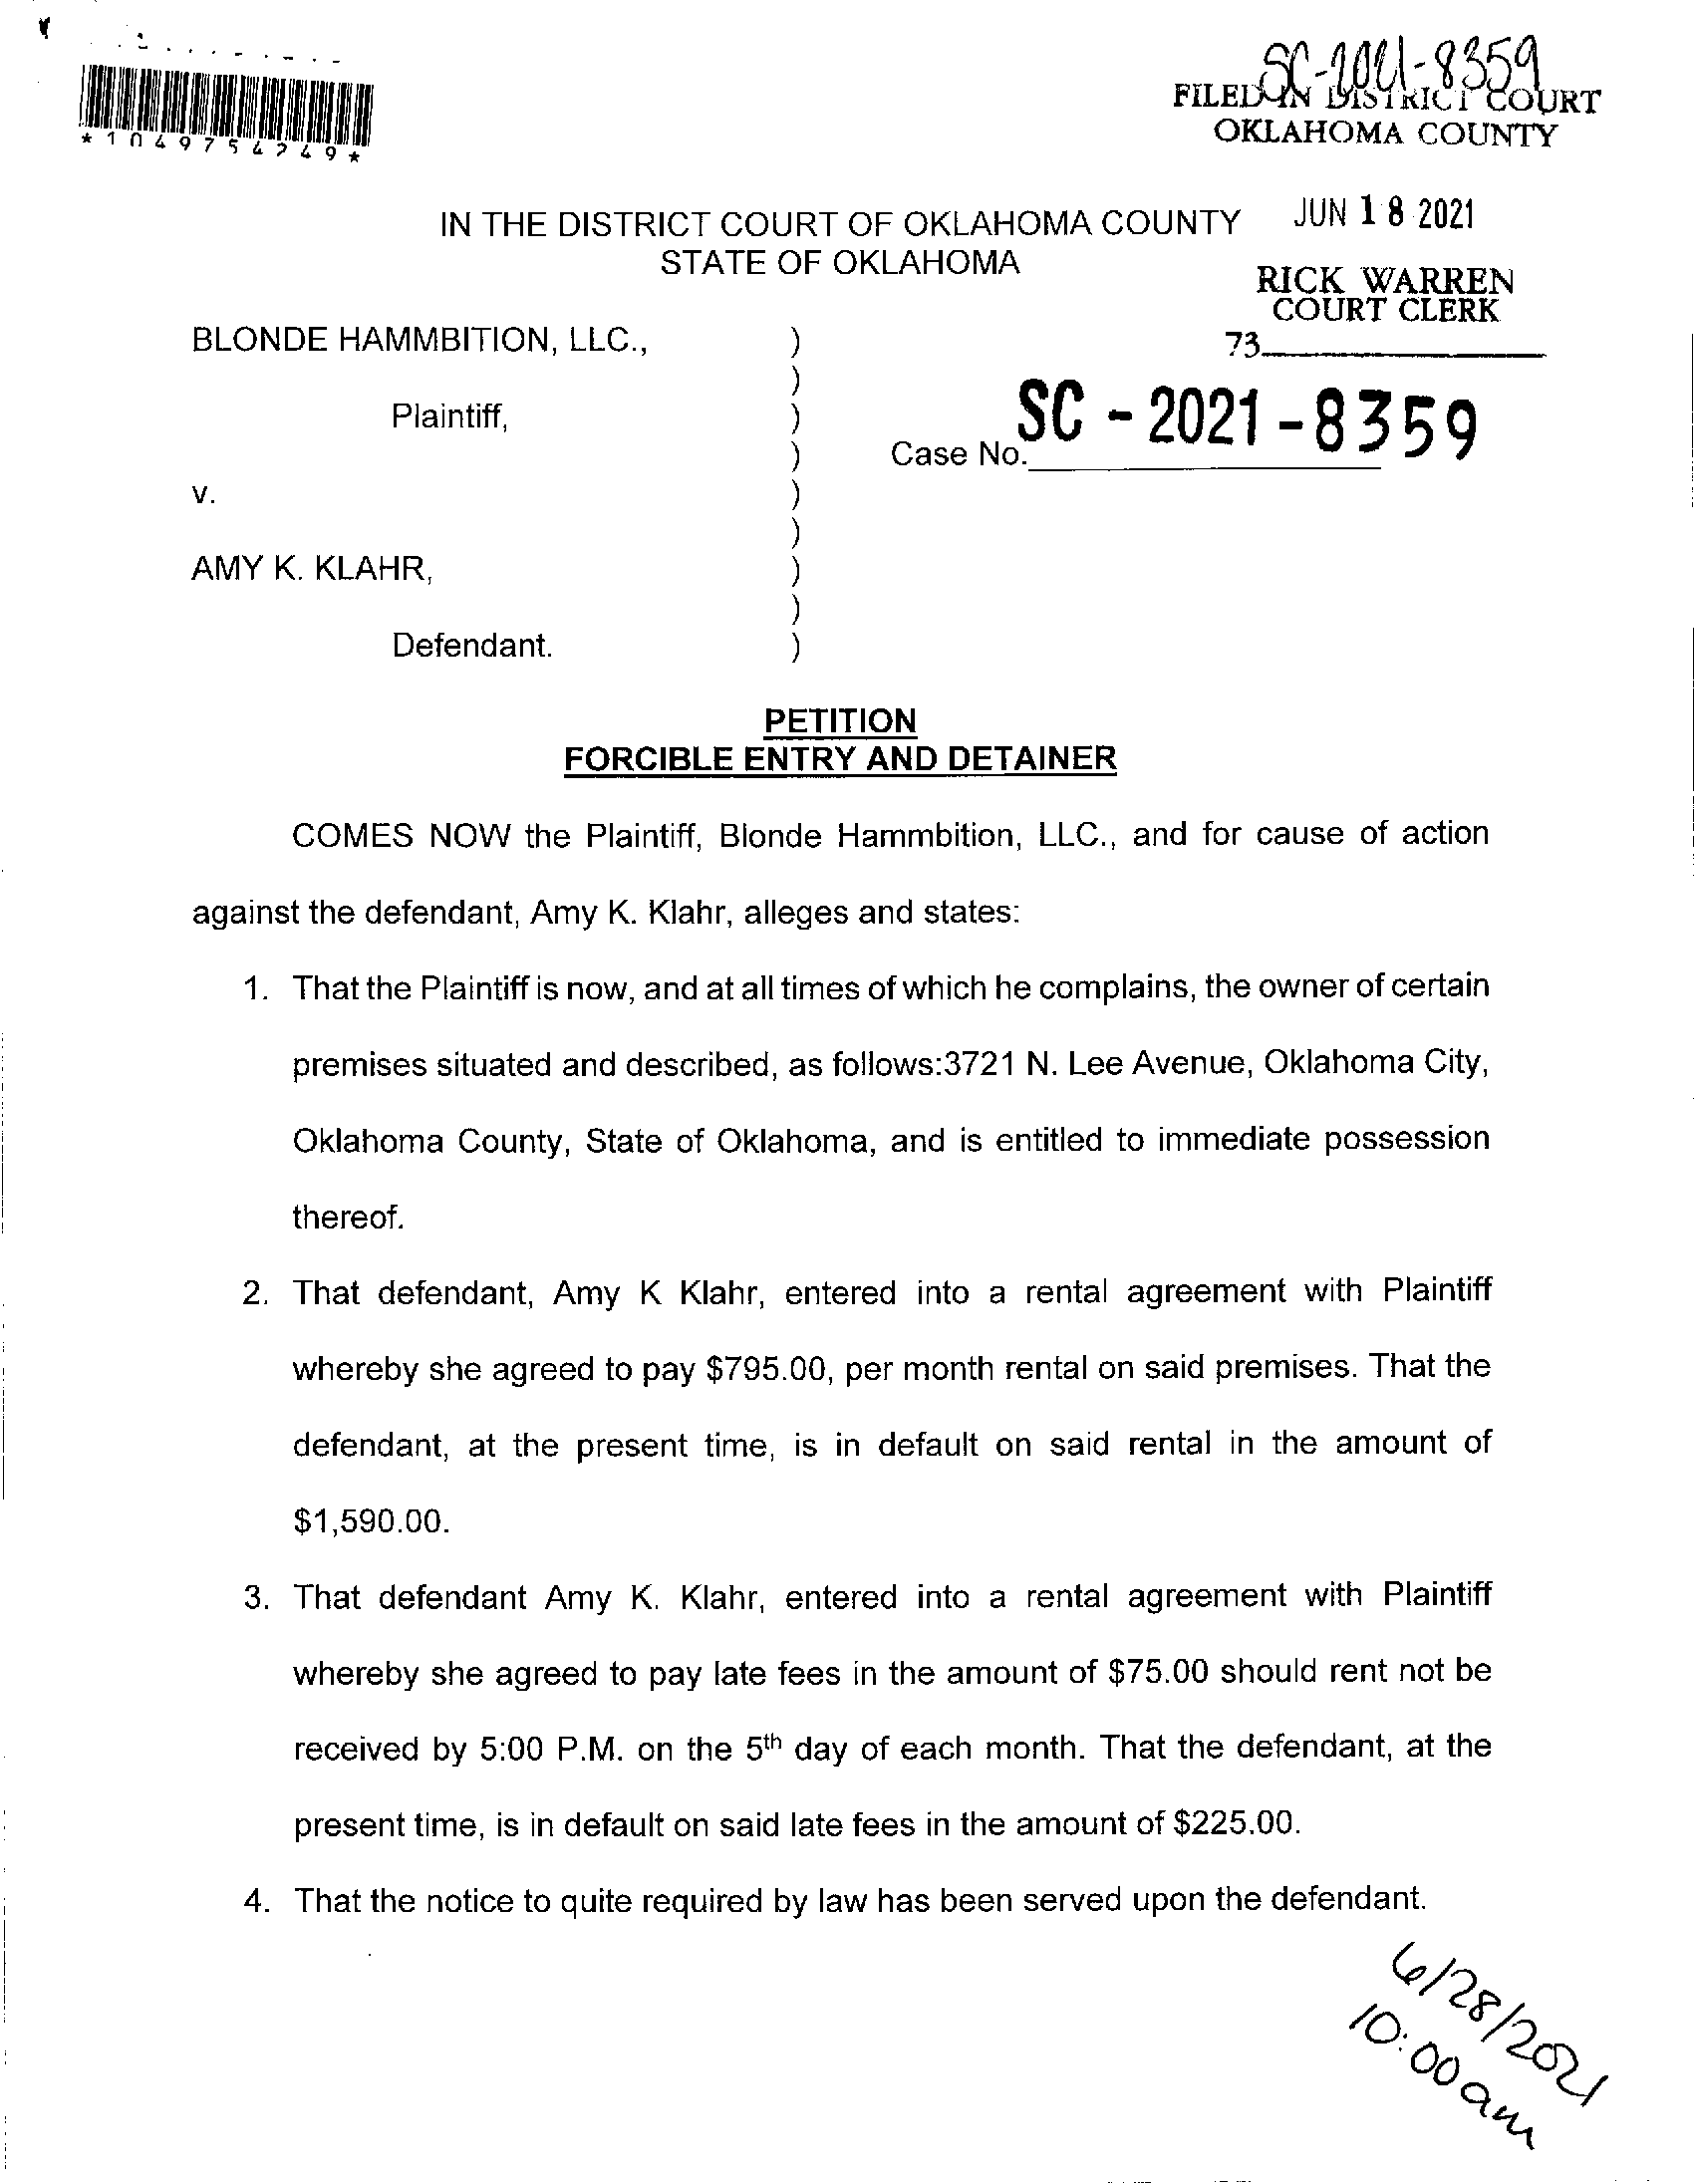 SC-2021-8359
FILED IN DISTRICT COURT
OKLAHOMA COUNTY
*1049754249*
IN THE DISTRICT COURT OF OKLAHOMA COUNTY
JUN 18 2021
STATE OF OKLAHOMA
RICK WARREN
COURT CLERK
BLONDE HAMMBITION, LLC., )
73
)
Plaintiff, )
SC - 2021 - 8359
) Case No.
v. )
)
AMY K. KLAHR, )
)
Defendant. )
PETITION
FORCIBLE ENTRY AND DETAINER
COMES NOW the Plaintiff, Blonde Hammbition, LLC., and for cause of action
against the defendant, Amy K. Klahr, alleges and states:
1. That the Plaintiff is now, and at all times of which he complains, the owner of certain
premises situated and described, as follows:3721 N. Lee Avenue, Oklahoma City,
Oklahoma County, State of Oklahoma, and is entitled to immediate possession
thereof.
2. That defendant, Amy K Klahr, entered into a rental agreement with Plaintiff
whereby she agreed to pay $795.00, per month rental on said premises. That the
defendant, at the present time, is in default on said rental in the amount of
$1,590.00.
3. That defendant Amy K. Klahr, entered into a rental agreement with Plaintiff
whereby she agreed to pay late fees in the amount of $75.00 should rent not be
received by 5:00 P.M. on the 5th day of each month. That the defendant, at the
present time, is in default on said late fees in the amount of $225.00.
4. That the notice to quite required by law has been served upon the defendant.
6/28/2021
10:00 am